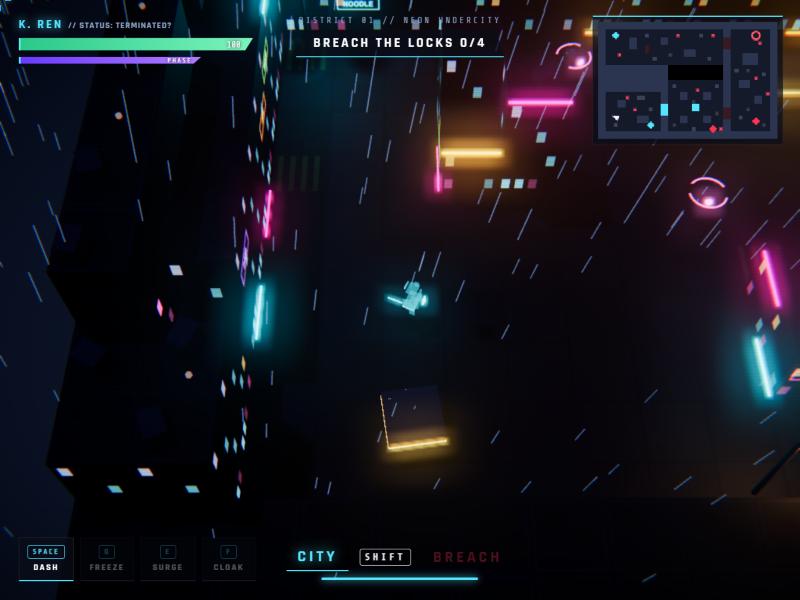 NOODLE
DISTRICT 01 // NEON UNDERCITY
K. REN // STATUS: TERMINATED?
BREACH THE LOCKS 0/4
100
PHASE
SPACE
DASH
Q
FREEZE
E
SURGE
F
CLOAK
CITY
SHIFT
BREACH